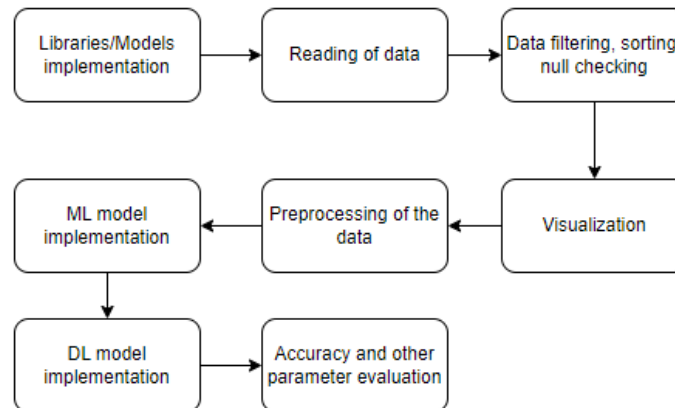 Libraries/Models
implementation
Reading of data
Data filtering, sorting
null checking
Visualization
Preprocessing of the
data
ML model
implementation
DL model
implementation
Accuracy and other
parameter evaluation